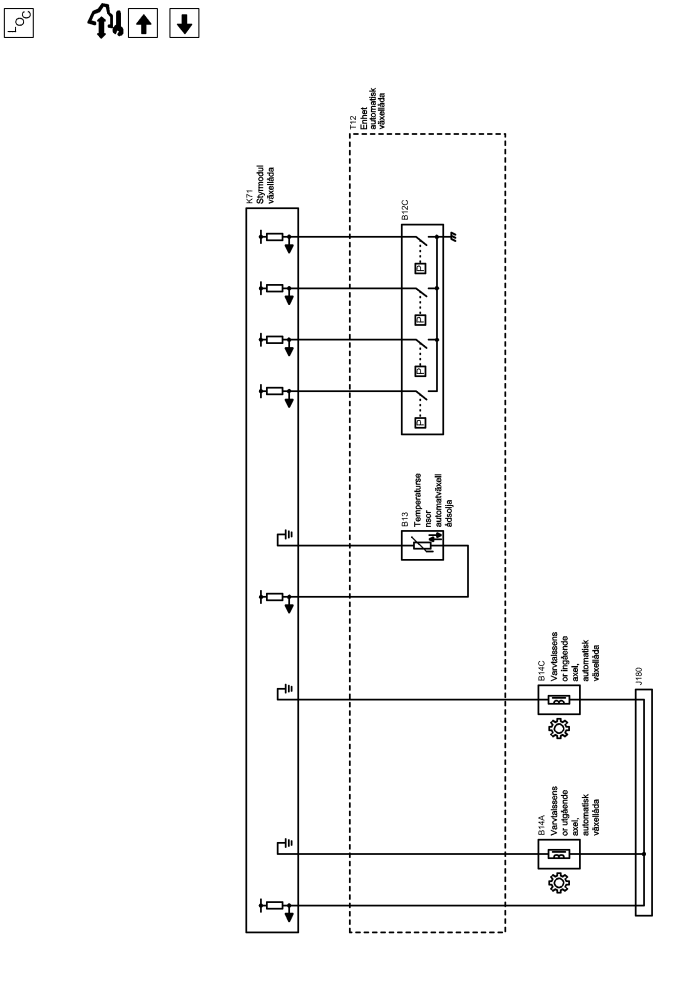 LOC
T12
Enhet
automatisk
växellåda
K71
Styrmodul
växellåda
B12C
P
P
P
P
B13
Temperaturse
nsor
automatväxell
ådsolja
B14C
Varvtalssens
or ingående
axel,
automatisk
växellåda
J180
B14A
Varvtalssens
or utgående
axel,
automatisk
växellåda